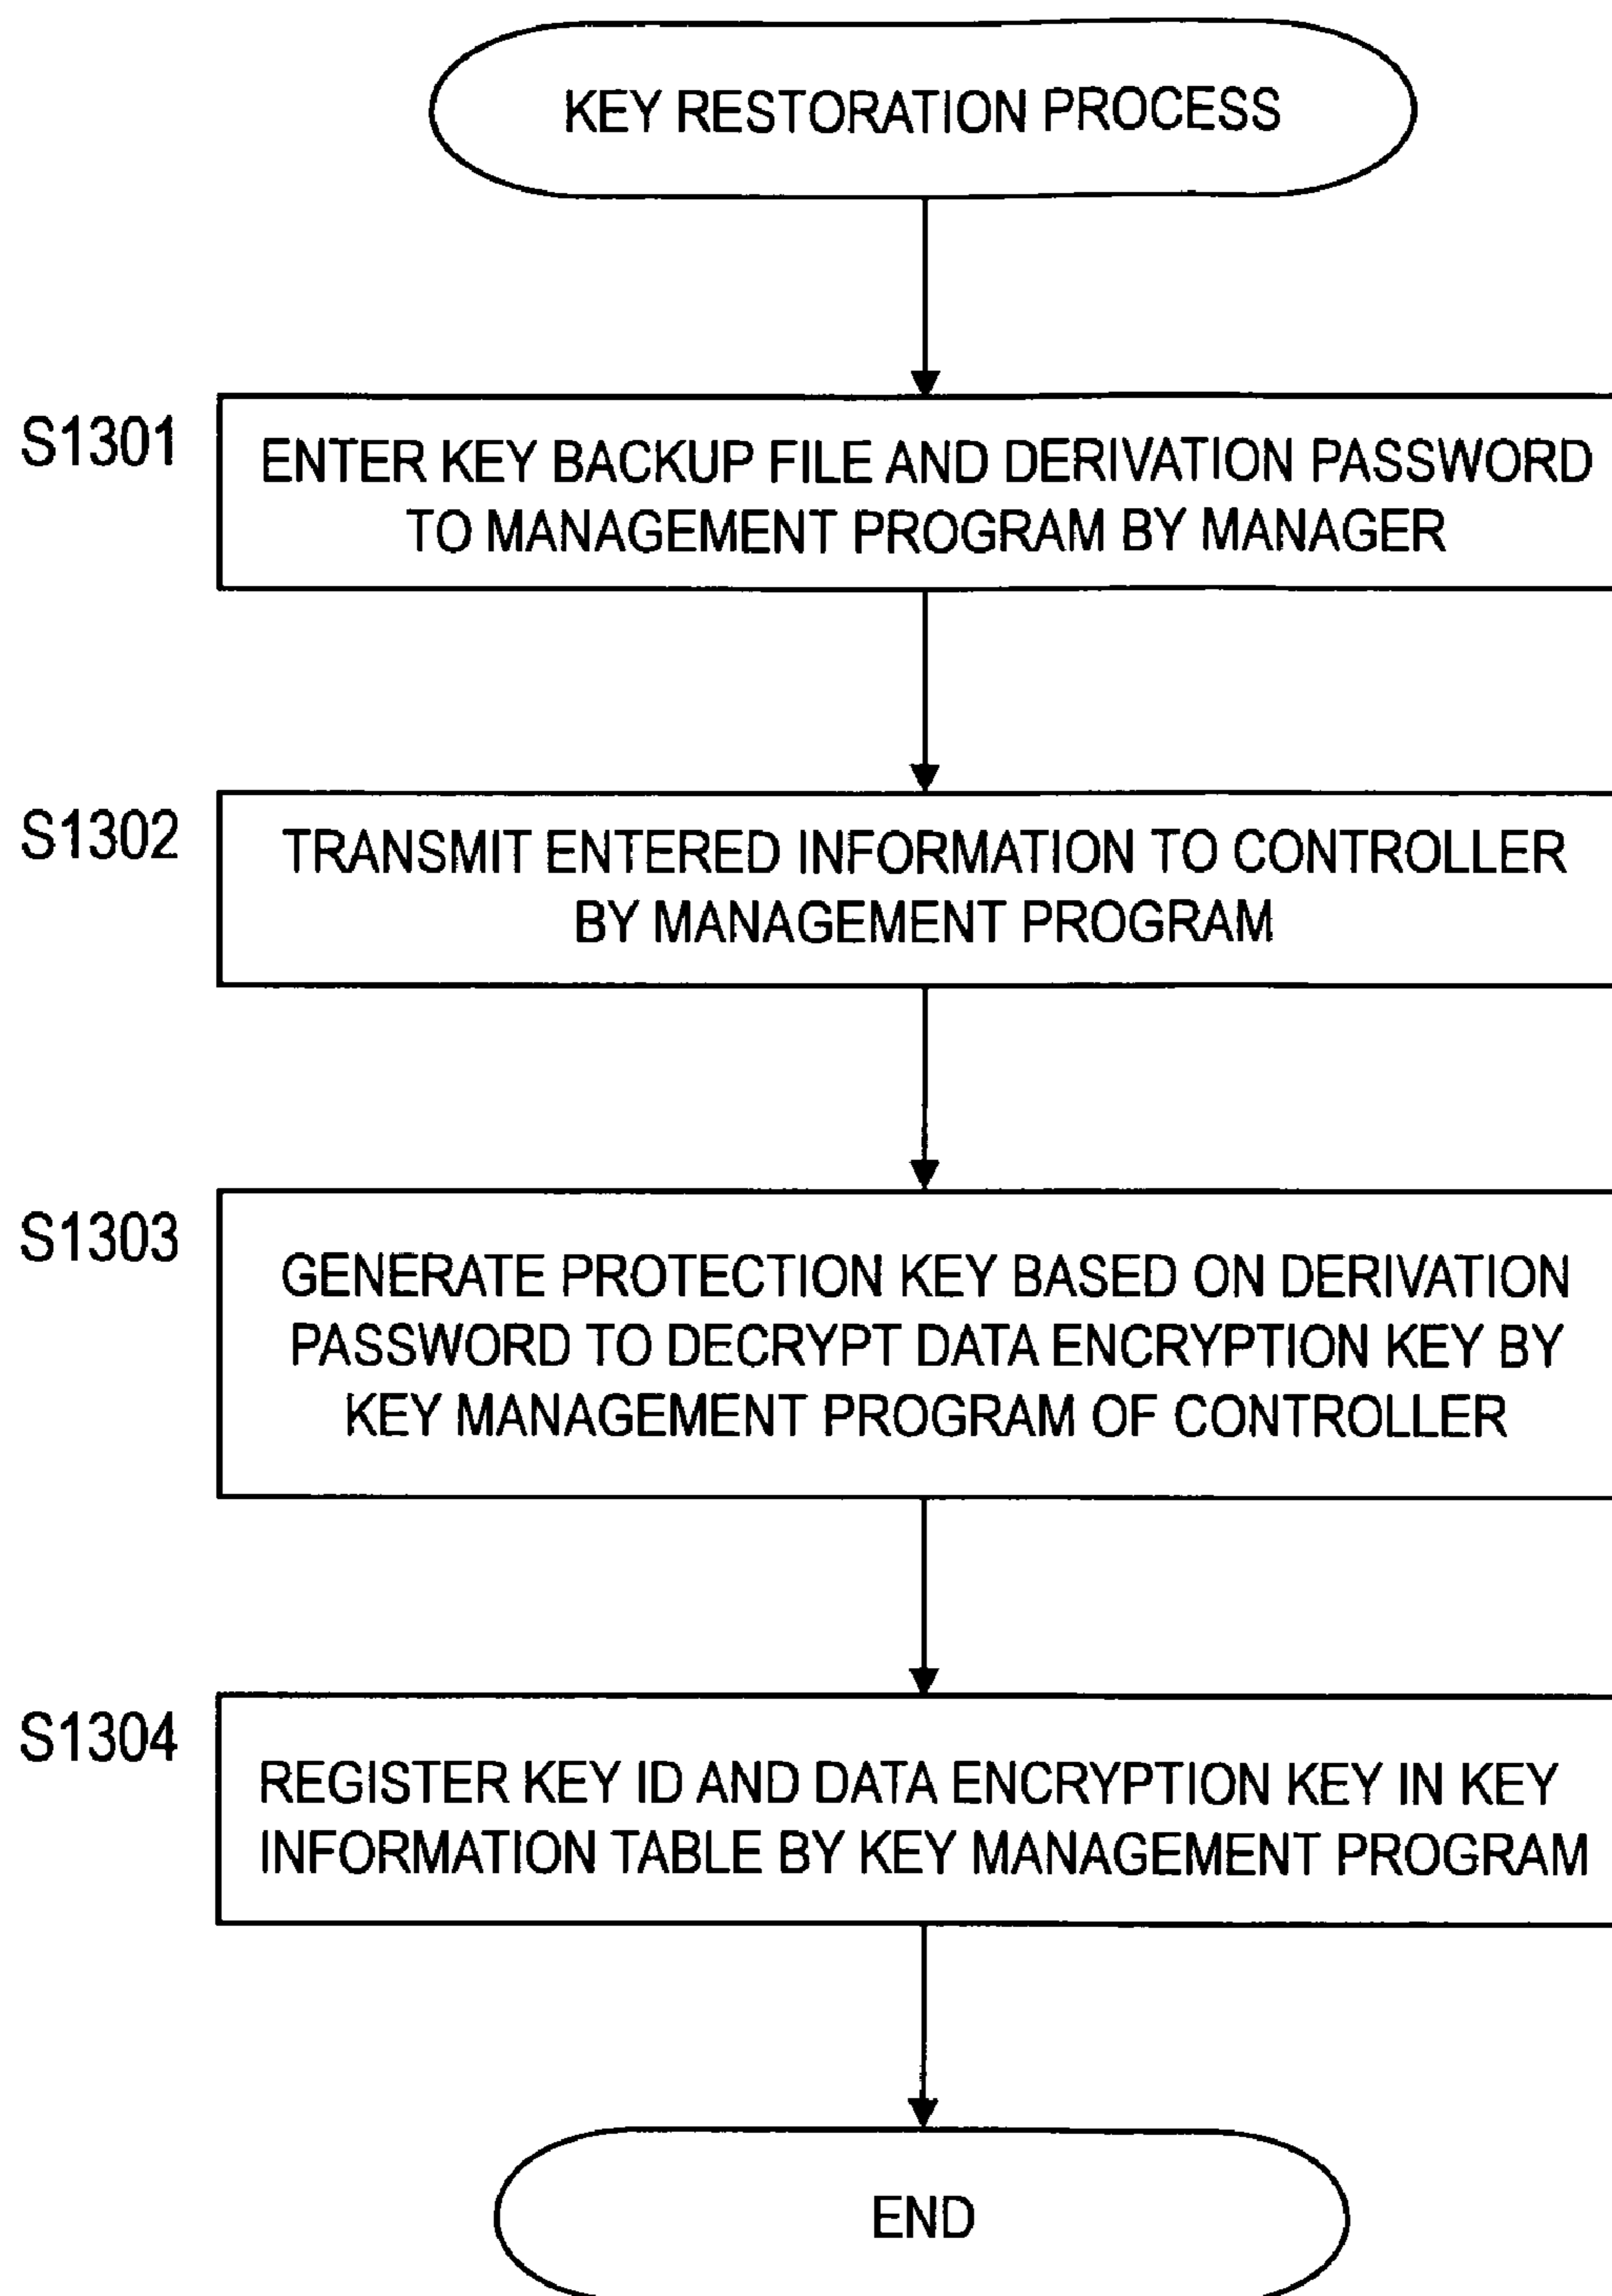 KEY RESTORATION PROCESS
S1301
ENTER KEY BACKUP FILE AND DERIVATION PASSWORD
TO MANAGEMENT PROGRAM BY MANAGER
S1302
TRANSMIT ENTERED INFORMATION TO CONTROLLER
BY MANAGEMENT PROGRAM
S1303
GENERATE PROTECTION KEY BASED ON DERIVATION
PASSWORD TO DECRYPT DATA ENCRYPTION KEY BY
KEY MANAGEMENT PROGRAM OF CONTROLLER
S1304
REGISTER KEY ID AND DATA ENCRYPTION KEY IN KEY
INFORMATION TABLE BY KEY MANAGEMENT PROGRAM
END